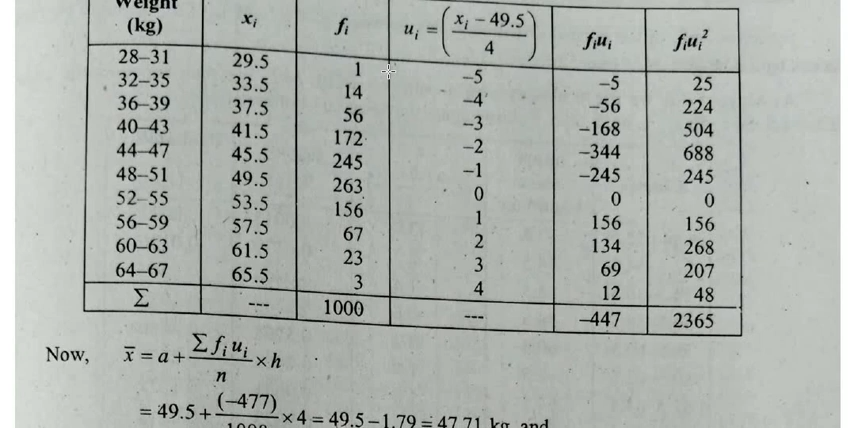 Weight (kg) | xᵢ | fᵢ | uᵢ = ((xᵢ − 49.5)/4) | fᵢuᵢ | fᵢuᵢ²
28–31 | 29.5 | 1 | −5 | −5 | 25
32–35 | 33.5 | 14 | −4 | −56 | 224
36–39 | 37.5 | 56 | −3 | −168 | 504
40–43 | 41.5 | 172 | −2 | −344 | 688
44–47 | 45.5 | 245 | −1 | −245 | 245
48–51 | 49.5 | 263 | 0 | 0 | 0
52–55 | 53.5 | 156 | 1 | 156 | 156
56–59 | 57.5 | 67 | 2 | 134 | 268
60–63 | 61.5 | 23 | 3 | 69 | 207
64–67 | 65.5 | 3 | 4 | 12 | 48
Σ | --- | 1000 | --- | −447 | 2365
Now, x̄ = a + (Σ fᵢ uᵢ)/n × h
= 49.5 + (−477)/1000 × 4 = 49.5 − 1.79 = 47.71 kg, and